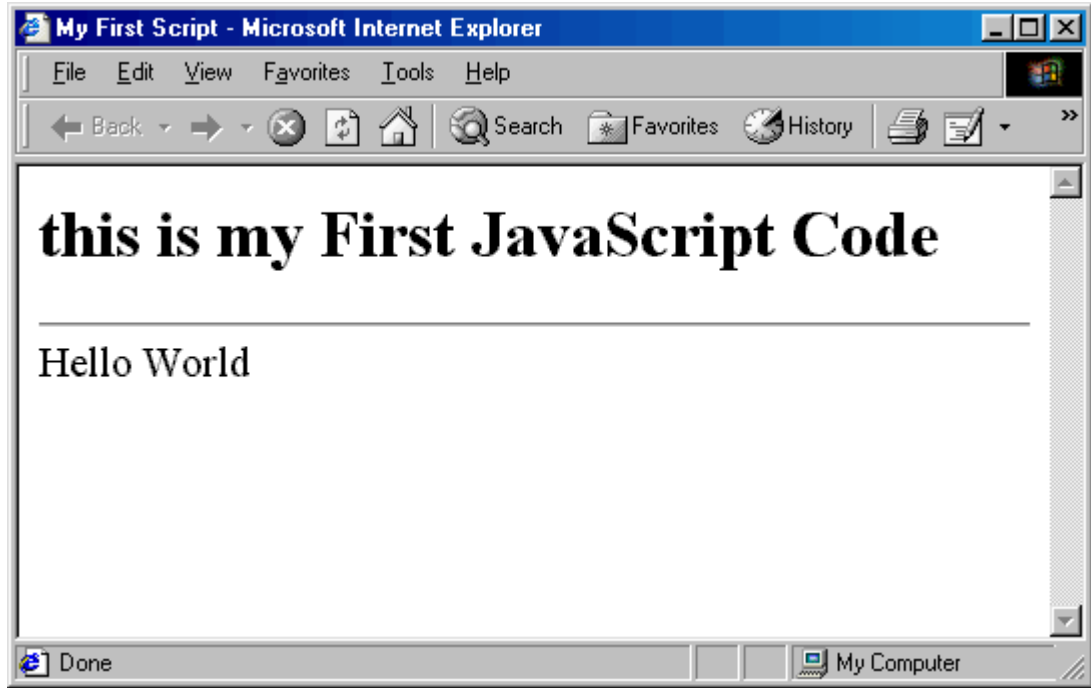 My First Script - Microsoft Internet Explorer
File Edit View Favorites Tools Help
Back Search Favorites History »
this is my First JavaScript Code
Hello World
Done My Computer